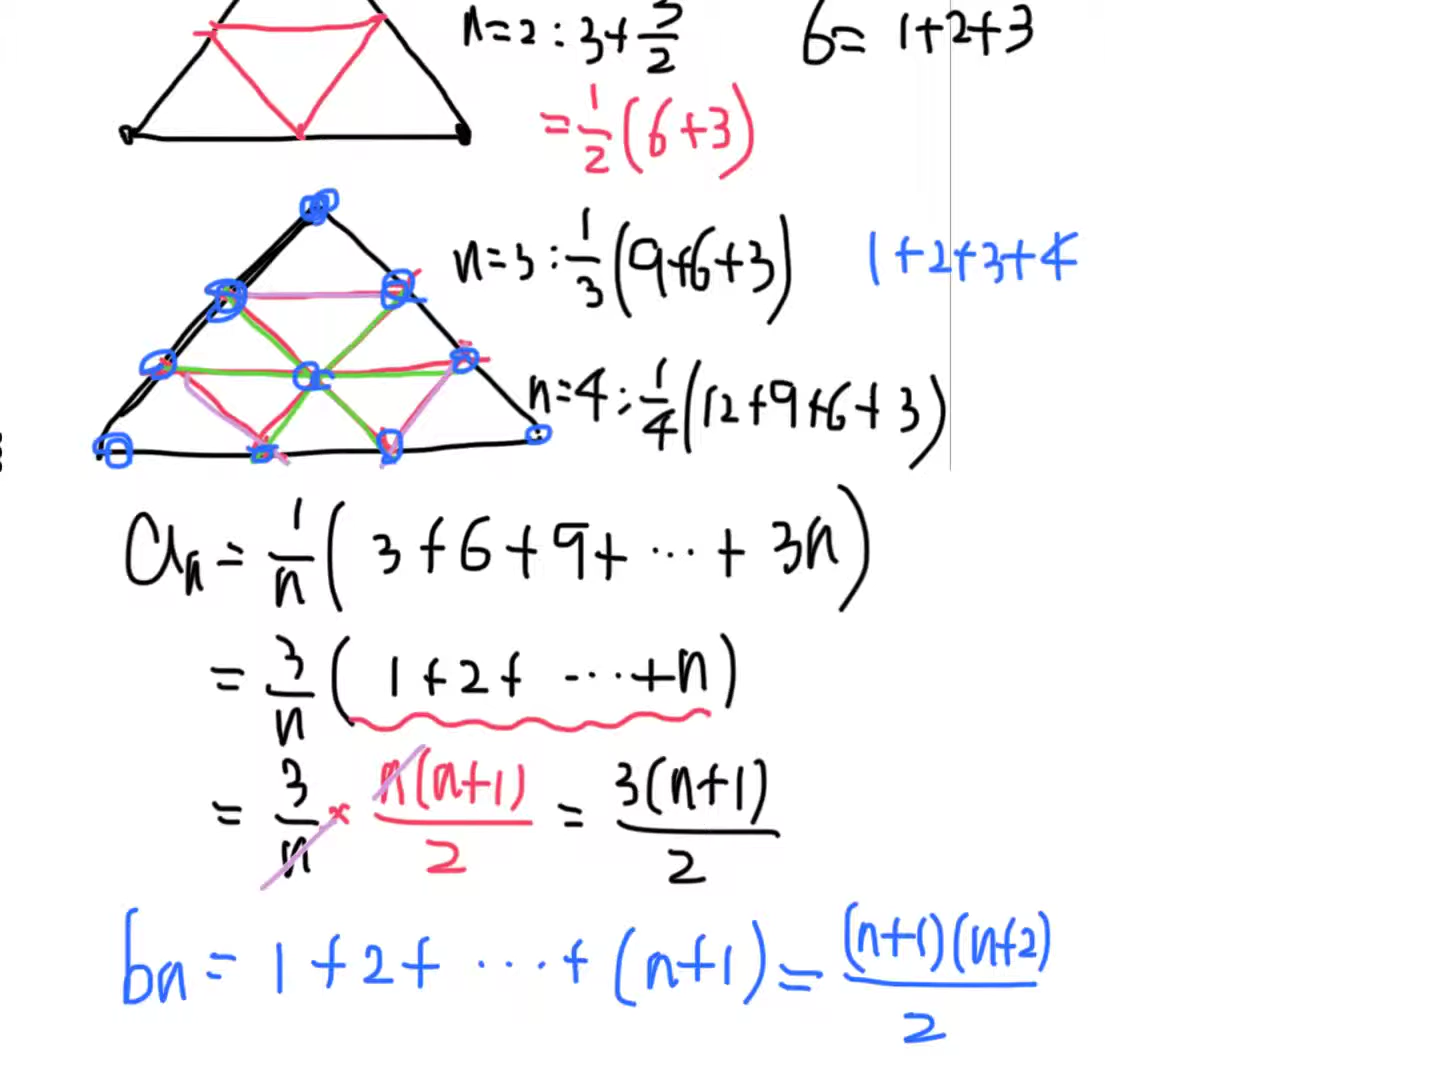 n=2 : 3+3/2    6= 1+2+3
=1/2(6+3)
n=3 : 1/3(9+6+3)    1+2+3+4
n=4 : 1/4(12+9+6+3)
an = 1/n(3+6+9+ ⋯ + 3n)
= 3/n(1+2+ ⋯ +n)
= 3/n × n(n+1)/2 = 3(n+1)/2
bn = 1+2+ ⋯ +(n+1) = (n+1)(n+2)/2